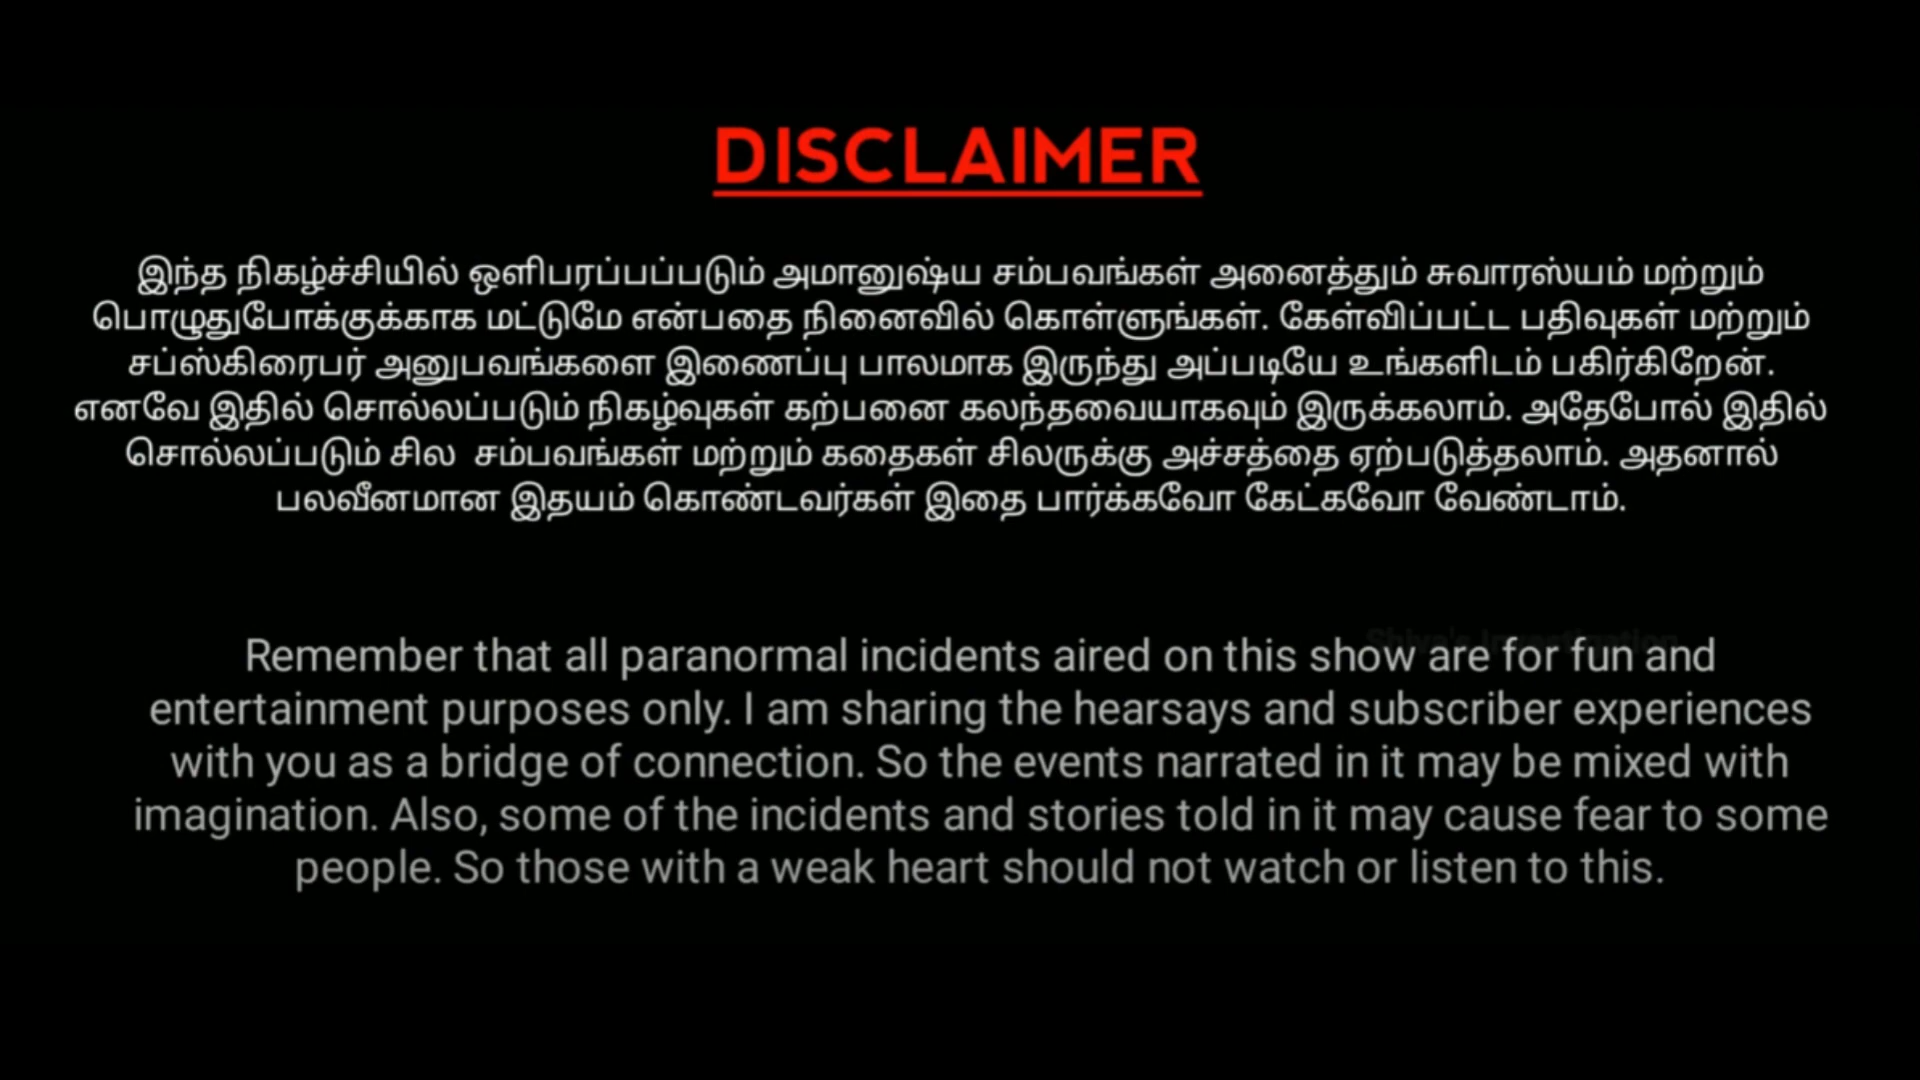 DISCLAIMER
இந்த நிகழ்ச்சியில் ஒளிபரப்பப்படும் அமானுஷ்ய சம்பவங்கள் அனைத்தும் சுவாரஸ்யம் மற்றும்
பொழுதுபோக்குக்காக மட்டுமே என்பதை நினைவில் கொள்ளுங்கள். கேள்விப்பட்ட பதிவுகள் மற்றும்
சப்ஸ்கிரைபர் அனுபவங்களை இணைப்பு பாலமாக இருந்து அப்படியே உங்களிடம் பகிர்கிறேன்.
எனவே இதில் சொல்லப்படும் நிகழ்வுகள் கற்பனை கலந்தவையாகவும் இருக்கலாம். அதேபோல் இதில்
சொல்லப்படும் சில சம்பவங்கள் மற்றும் கதைகள் சிலருக்கு அச்சத்தை ஏற்படுத்தலாம். அதனால்
பலவீனமான இதயம் கொண்டவர்கள் இதை பார்க்கவோ கேட்கவோ வேண்டாம்.
Shiva's Investigation
Remember that all paranormal incidents aired on this show are for fun and
entertainment purposes only. I am sharing the hearsays and subscriber experiences
with you as a bridge of connection. So the events narrated in it may be mixed with
imagination. Also, some of the incidents and stories told in it may cause fear to some
people. So those with a weak heart should not watch or listen to this.